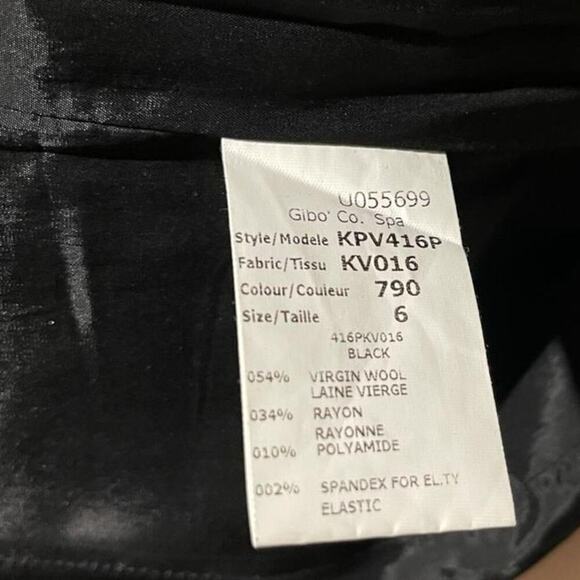 U055699
Gibo' Co. Spa
Style/Modele KPV416P
Fabric/Tissu KV016
Colour/Couleur 790
Size/Taille 6
416PKV016
BLACK
054% VIRGIN WOOL
LAINE VIERGE
034% RAYON
RAYONNE
010% POLYAMIDE
002% SPANDEX FOR EL.TY
ELASTIC